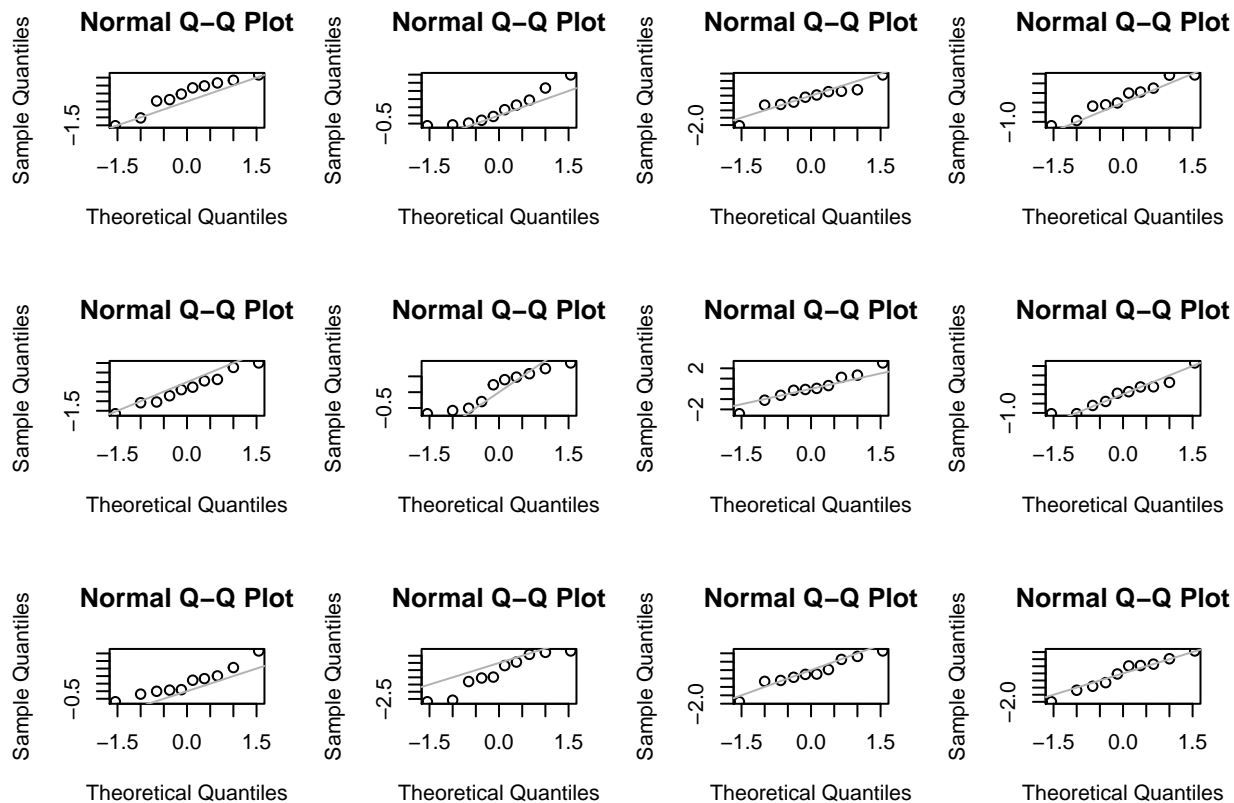 Normal Q−Q Plot
Sample Quantiles
−1.5
−1.5 0.0 1.5
Theoretical Quantiles
Normal Q−Q Plot
Sample Quantiles
−0.5
−1.5 0.0 1.5
Theoretical Quantiles
Normal Q−Q Plot
Sample Quantiles
−2.0
−1.5 0.0 1.5
Theoretical Quantiles
Normal Q−Q Plot
Sample Quantiles
−1.0
−1.5 0.0 1.5
Theoretical Quantiles
Normal Q−Q Plot
Sample Quantiles
−1.5
−1.5 0.0 1.5
Theoretical Quantiles
Normal Q−Q Plot
Sample Quantiles
−0.5
−1.5 0.0 1.5
Theoretical Quantiles
Normal Q−Q Plot
Sample Quantiles
2
−2
−1.5 0.0 1.5
Theoretical Quantiles
Normal Q−Q Plot
Sample Quantiles
−1.0
−1.5 0.0 1.5
Theoretical Quantiles
Normal Q−Q Plot
Sample Quantiles
−0.5
−1.5 0.0 1.5
Theoretical Quantiles
Normal Q−Q Plot
Sample Quantiles
−2.5
−1.5 0.0 1.5
Theoretical Quantiles
Normal Q−Q Plot
Sample Quantiles
−2.0
−1.5 0.0 1.5
Theoretical Quantiles
Normal Q−Q Plot
Sample Quantiles
−2.0
−1.5 0.0 1.5
Theoretical Quantiles